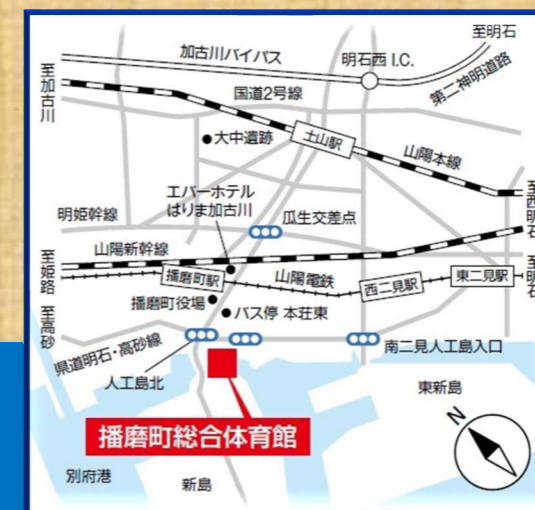 至明石
加古川バイパス
明石西 I.C.
至加古川
国道2号線
第二神明道路
大中遺跡
土山駅
山陽本線
エバーホテル
はりま加古川
至西明石
明姫幹線
瓜生交差点
山陽新幹線
至姫路
播磨町駅
山陽電鉄
西二見駅
東二見駅
至明石
播磨町役場
バス停 本荘東
至高砂
県道明石・高砂線
人工島北
南二見人工島入口
東新島
播磨町総合体育館
別府港
新島
N